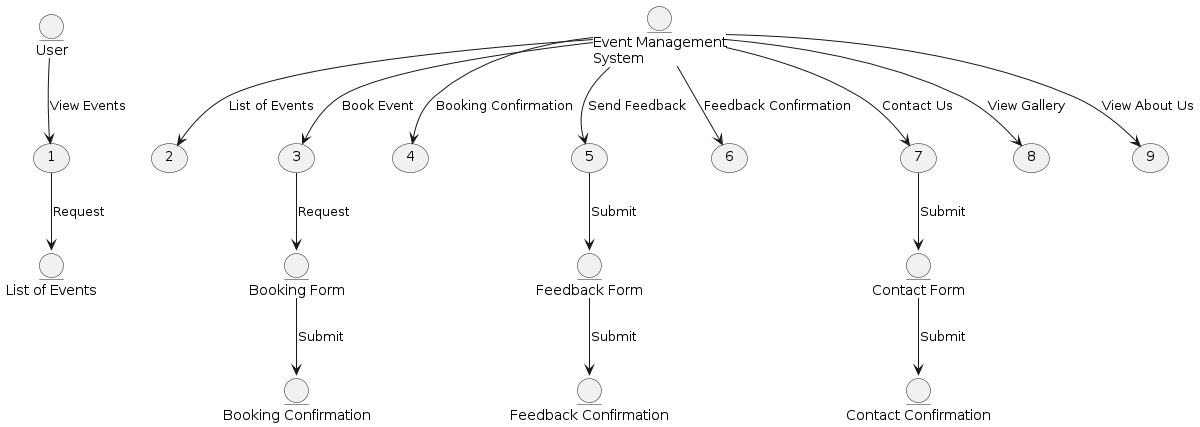 User
Event Management
System
View Events
List of Events
Book Event
Booking Confirmation
Send Feedback
Feedback Confirmation
Contact Us
View Gallery
View About Us
1
2
3
4
5
6
7
8
9
Request
Request
Submit
Submit
List of Events
Booking Form
Feedback Form
Contact Form
Submit
Submit
Submit
Booking Confirmation
Feedback Confirmation
Contact Confirmation